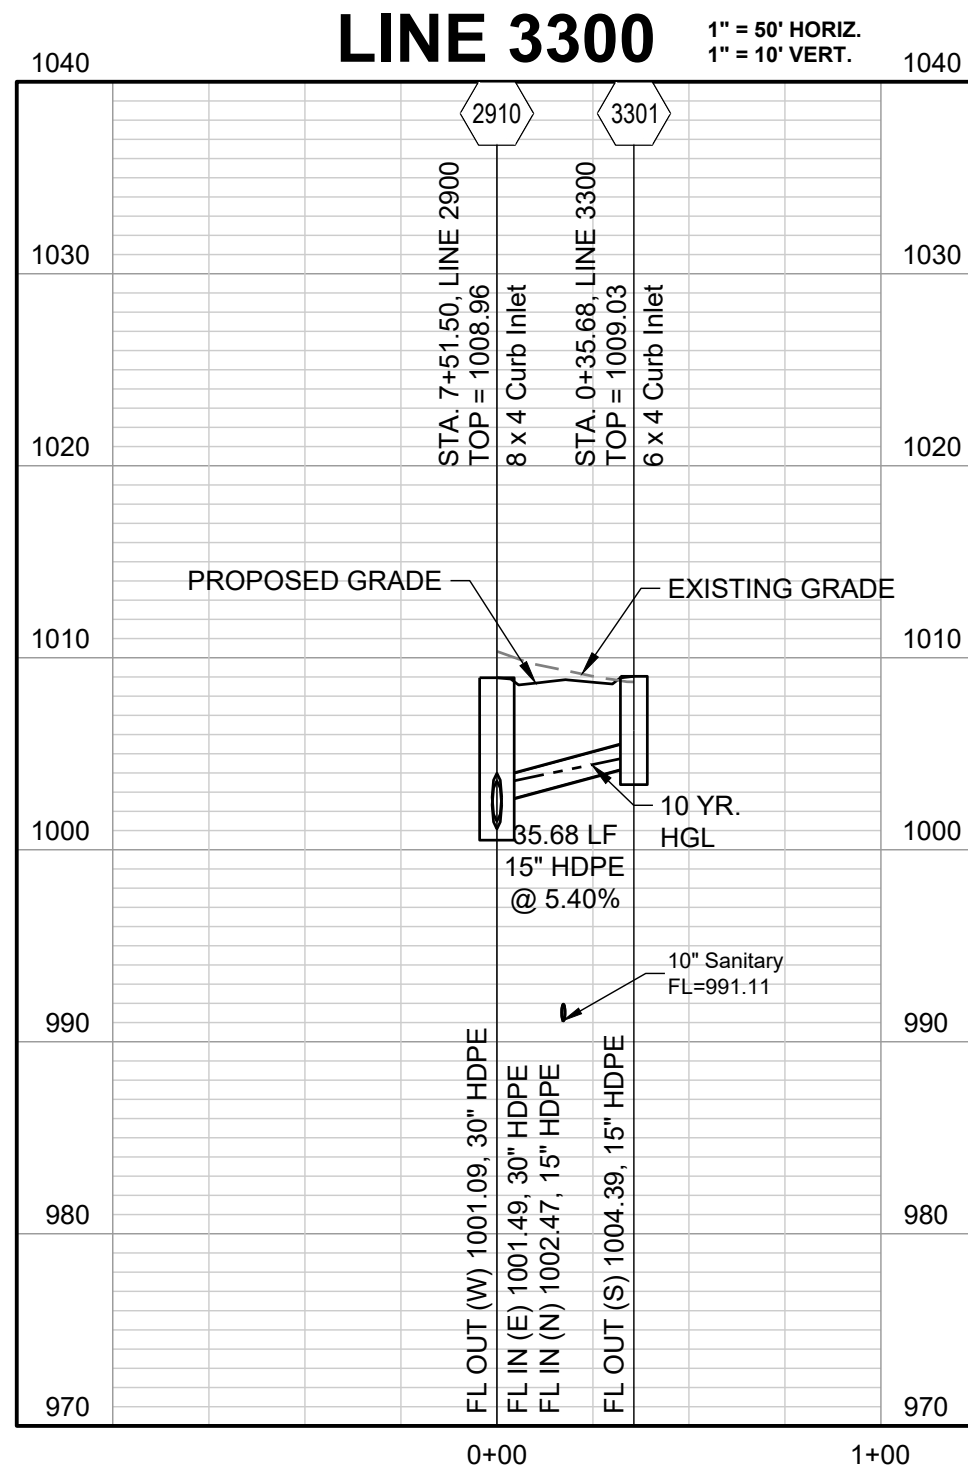 LINE 3300
1" = 50' HORIZ.
1" = 10' VERT.
1040
1040
2910
3301
STA. 7+51.50, LINE 2900
TOP = 1008.96
8 x 4 Curb Inlet
STA. 0+35.68, LINE 3300
TOP = 1009.03
6 x 4 Curb Inlet
1030
1030
1020
1020
PROPOSED GRADE
EXISTING GRADE
1010
1010
10 YR.
HGL
1000
1000
35.68 LF
15" HDPE
@ 5.40%
10" Sanitary
FL=991.11
990
990
FL OUT (W) 1001.09, 30" HDPE
FL IN (E) 1001.49, 30" HDPE
FL IN (N) 1002.47, 15" HDPE
FL OUT (S) 1004.39, 15" HDPE
980
980
970
970
0+00
1+00